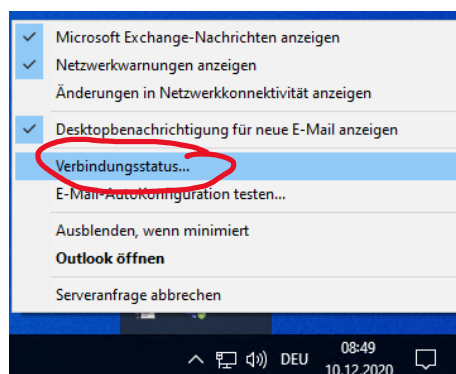 Microsoft Exchange-Nachrichten anzeigen
Netzwerkwarnungen anzeigen
Änderungen in Netzwerkkonnektivität anzeigen
Desktopbenachrichtigung für neue E-Mail anzeigen
Verbindungsstatus...
E-Mail-AutoKonfiguration testen...
Ausblenden, wenn minimiert
Outlook öffnen
Serveranfrage abbrechen
DEU
08:49
10.12.2020